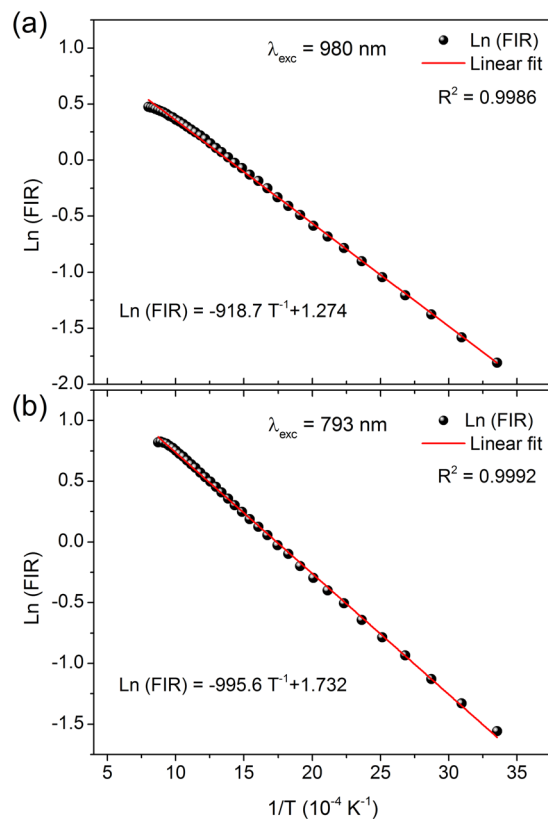 (a)
λexc = 980 nm
Ln (FIR)
Linear fit
R² = 0.9986
1.0
0.5
0.0
-0.5
-1.0
-1.5
-2.0
Ln (FIR)
Ln (FIR) = -918.7 T⁻¹+1.274
(b)
λexc = 793 nm
Ln (FIR)
Linear fit
R² = 0.9992
1.0
0.5
0.0
-0.5
-1.0
-1.5
Ln (FIR)
Ln (FIR) = -995.6 T⁻¹+1.732
5 10 15 20 25 30 35
1/T (10⁻⁴ K⁻¹)